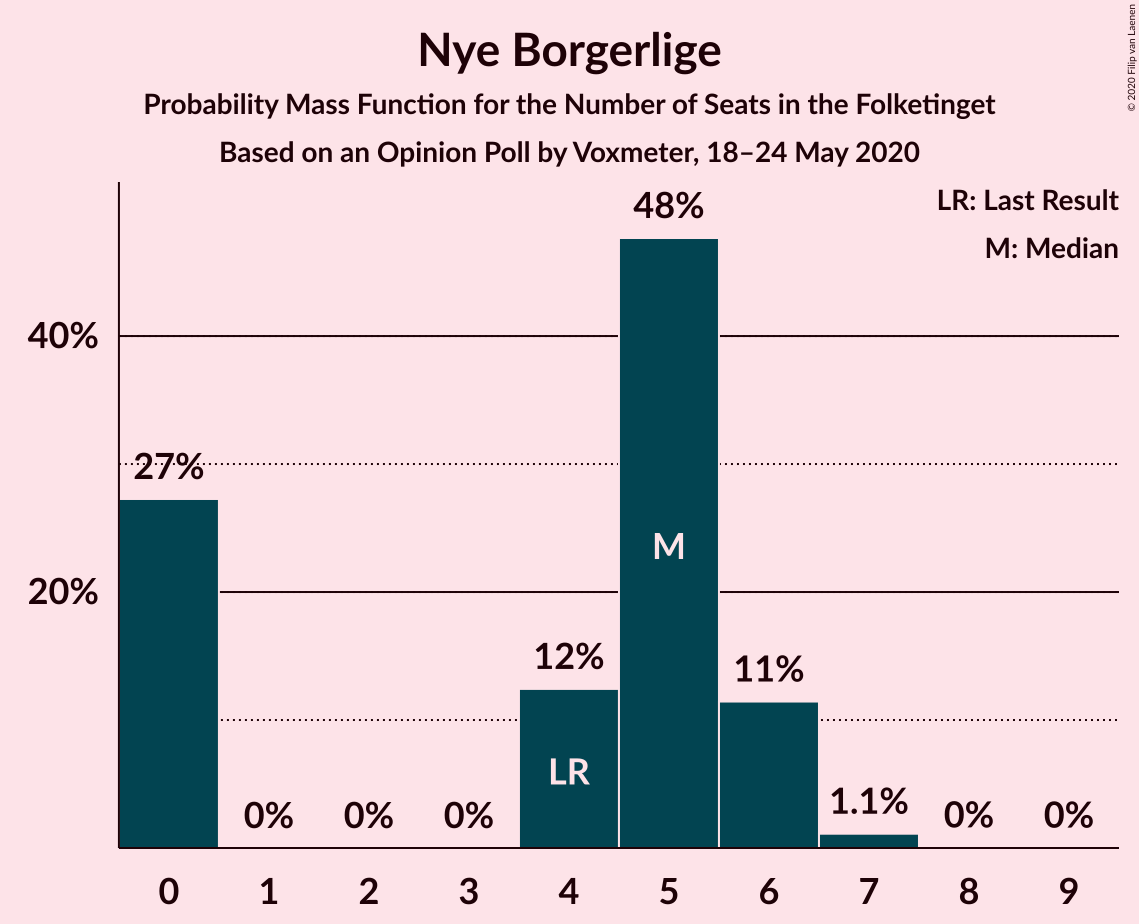 Nye Borgerlige
Probability Mass Function for the Number of Seats in the Folketinget
Based on an Opinion Poll by Voxmeter, 18–24 May 2020
© 2020 Filip van Laenen
LR: Last Result
M: Median
48%
40%
27%
M
20%
12%
11%
LR
1.1%
0%
0%
0%
0%
0%
0 1 2 3 4 5 6 7 8 9